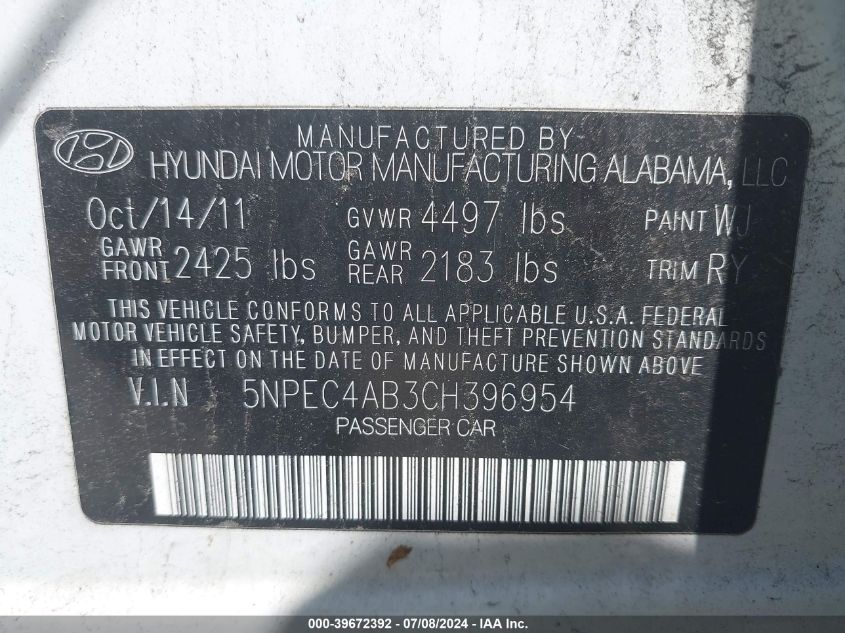 MANUFACTURED BY
HYUNDAI MOTOR MANUFACTURING ALABAMA, LLC
Oct/14/11 GVWR 4497 lbs PAINT WJ
GAWR FRONT 2425 lbs GAWR REAR 2183 lbs TRIM RY
THIS VEHICLE CONFORMS TO ALL APPLICABLE U.S.A. FEDERAL
MOTOR VEHICLE SAFETY, BUMPER, AND THEFT PREVENTION STANDARDS
IN EFFECT ON THE DATE OF MANUFACTURE SHOWN ABOVE
V.I.N 5NPEC4AB3CH396954
PASSENGER CAR
000-39672392 - 07/08/2024 - IAA Inc.